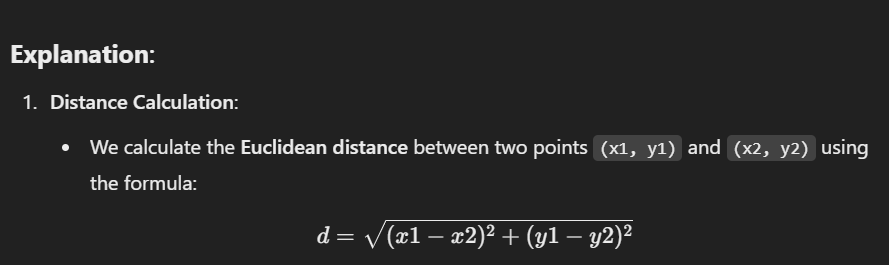 Explanation:
1. Distance Calculation:
• We calculate the Euclidean distance between two points (x1, y1) and (x2, y2) using
the formula:
d = √(x1 − x2)² + (y1 − y2)²